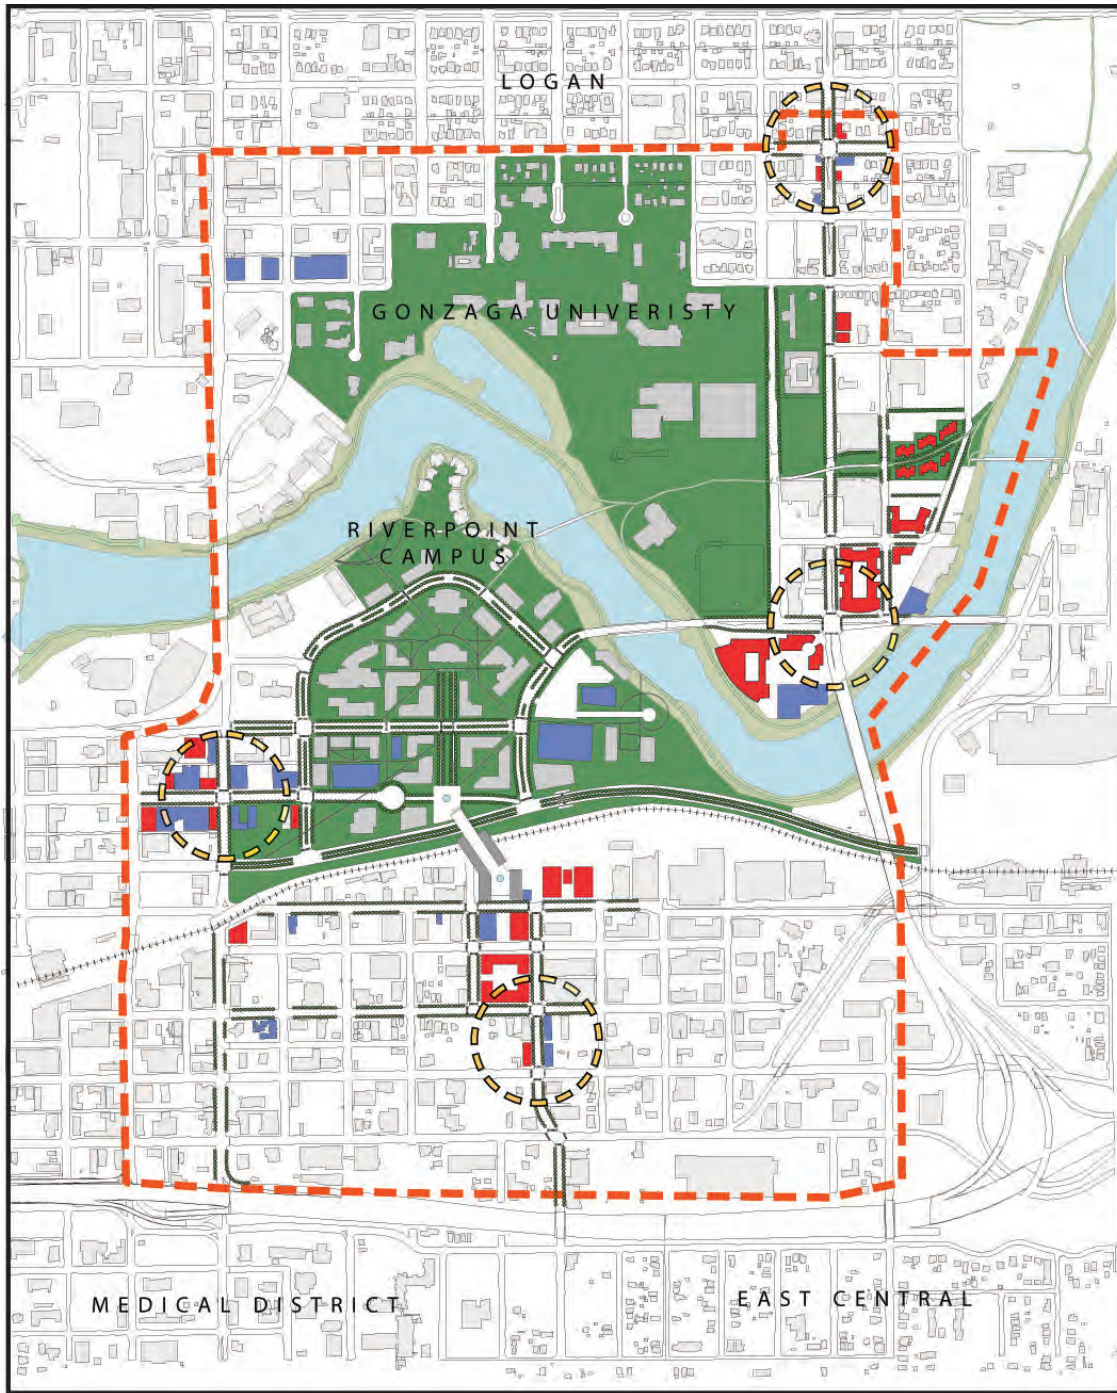 LOGAN
GONZAGA UNIVERISTY
RIVERPOINT
CAMPUS
MEDICAL DISTRICT
EAST CENTRAL